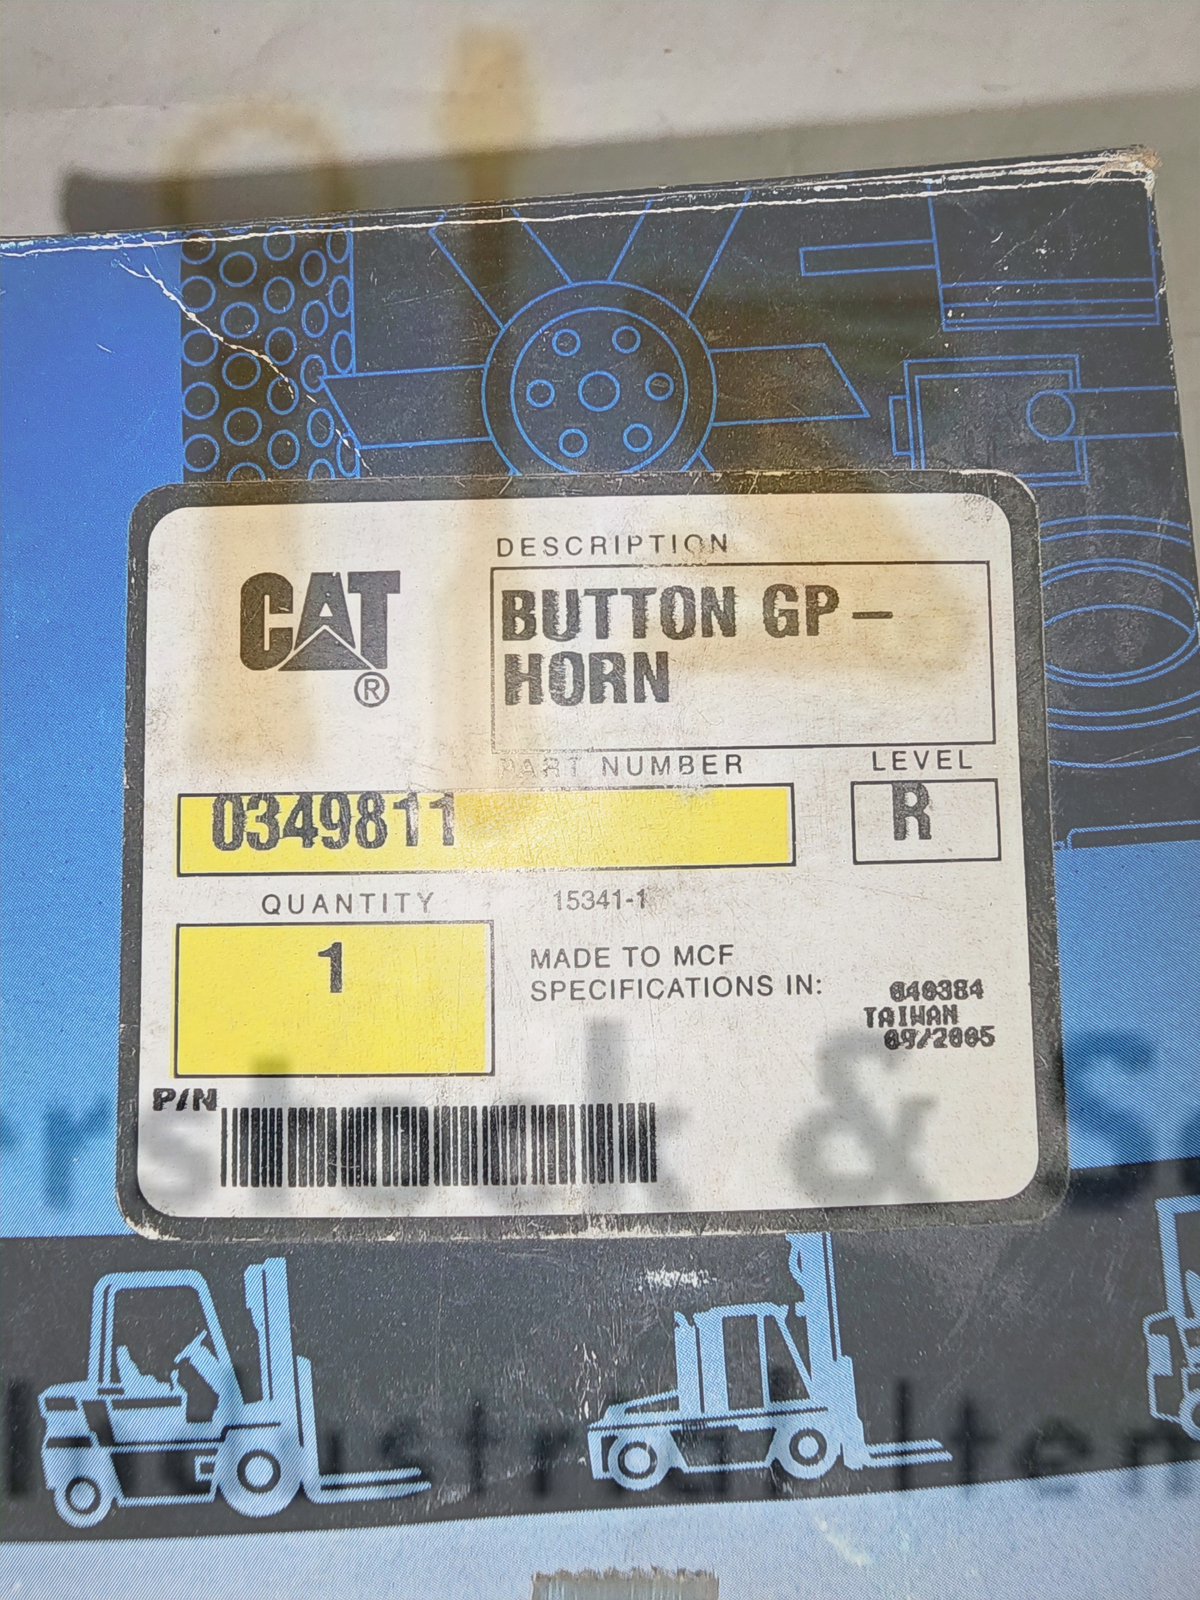 DESCRIPTION
CAT
®
BUTTON GP-
HORN
PART NUMBER
LEVEL
0349811
R
QUANTITY
15341-1
1
MADE TO MCF
SPECIFICATIONS IN:
040384
TAIWAN
09/2005
P/N
&